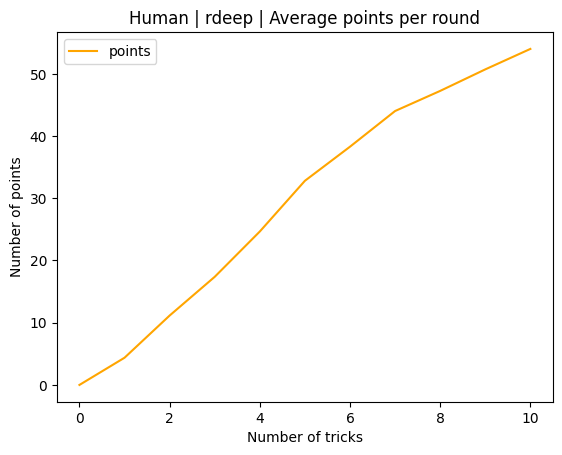 Human | rdeep | Average points per round
points
Number of points
50
40
30
20
10
0
0 2 4 6 8 10
Number of tricks